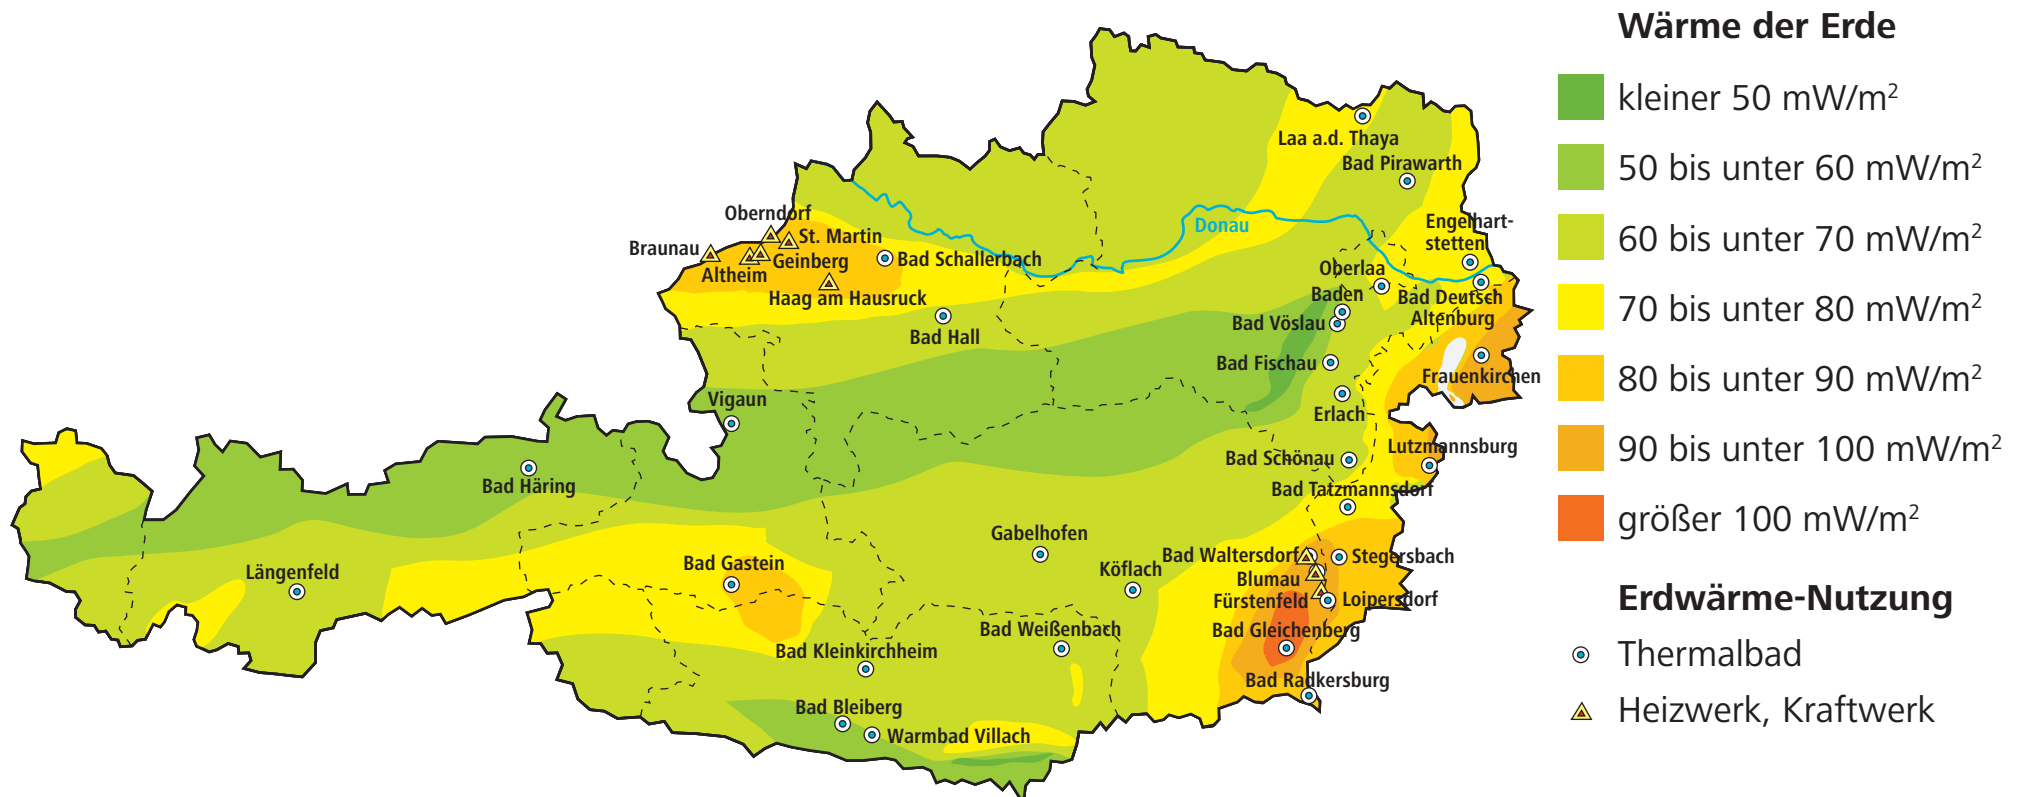 Wärme der Erde
kleiner 50 mW/m²
50 bis unter 60 mW/m²
60 bis unter 70 mW/m²
70 bis unter 80 mW/m²
80 bis unter 90 mW/m²
90 bis unter 100 mW/m²
größer 100 mW/m²
Erdwärme-Nutzung
Thermalbad
Heizwerk, Kraftwerk
Laa a.d. Thaya
Bad Pirawarth
Oberndorf
Donau
Engelhart-
stetten
St. Martin
Braunau
Geinberg
Bad Schallerbach
Altheim
Oberlaa
Haag am Hausruck
Baden
Bad Deutsch
Altenburg
Bad Vöslau
Bad Hall
Bad Fischau
Frauenkirchen
Vigaun
Erlach
Lutzmannsburg
Bad Schönau
Bad Häring
Bad Tatzmannsdorf
Gabelhofen
Bad Waltersdorf
Stegersbach
Bad Gastein
Längenfeld
Köflach
Blumau
Fürstenfeld
Loipersdorf
Bad Weißenbach
Bad Gleichenberg
Bad Kleinkirchheim
Bad Radkersburg
Bad Bleiberg
Warmbad Villach